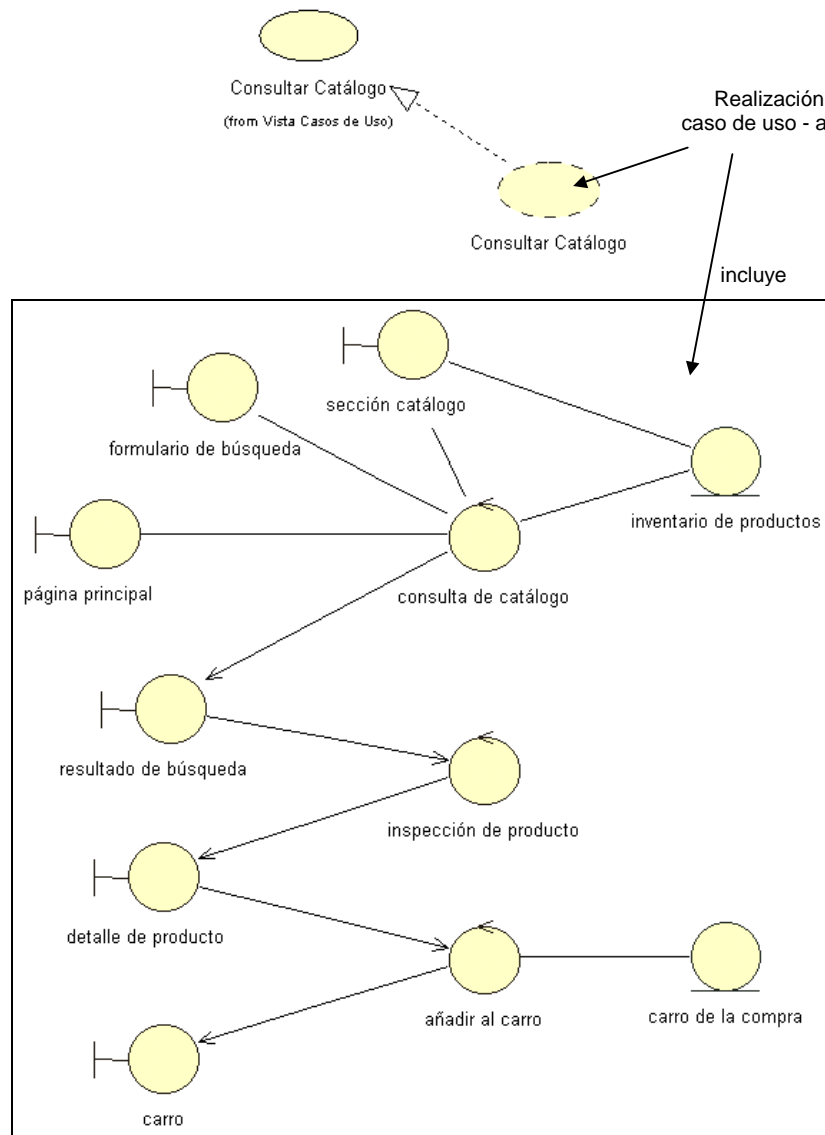 Consultar Catálogo
(from Vista Casos de Uso)
Realización
caso de uso - a
Consultar Catálogo
incluye
sección catálogo
formulario de búsqueda
inventario de productos
página principal
consulta de catálogo
resultado de búsqueda
inspección de producto
detalle de producto
añadir al carro
carro de la compra
carro